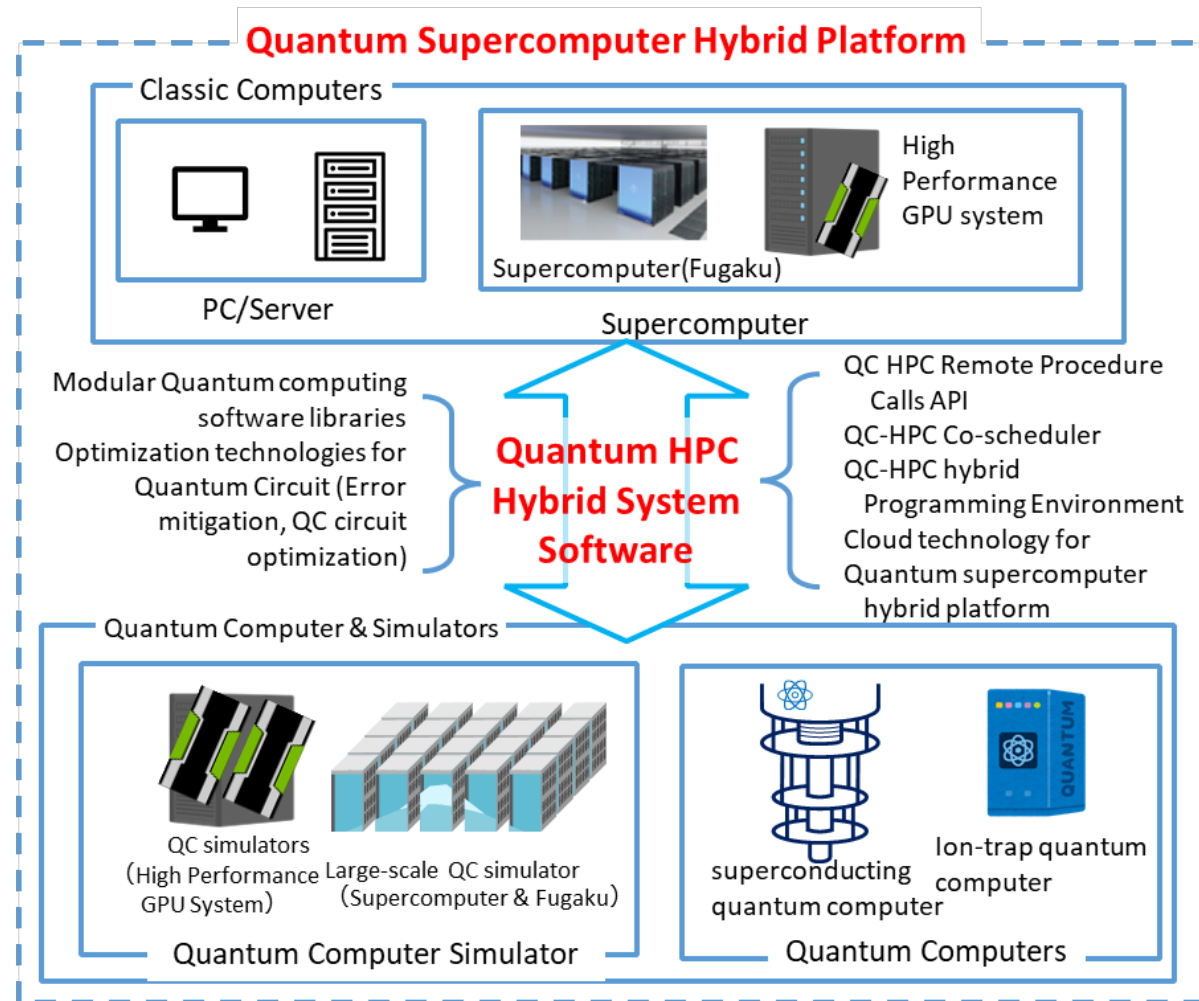 Quantum Supercomputer Hybrid Platform
Classic Computers
PC/Server
High
Performance
GPU system
Supercomputer(Fugaku)
Supercomputer
Modular Quantum computing
software libraries
Optimization technologies for
Quantum Circuit (Error
mitigation, QC circuit
optimization)
Quantum HPC
Hybrid System
Software
QC HPC Remote Procedure
Calls API
QC-HPC Co-scheduler
QC-HPC hybrid
Programming Environment
Cloud technology for
Quantum supercomputer
hybrid platform
Quantum Computer & Simulators
QC simulators
(High Performance
GPU System)
Large-scale QC simulator
(Supercomputer & Fugaku)
Quantum Computer Simulator
superconducting
quantum computer
QUANTUM
Ion-trap quantum
computer
Quantum Computers